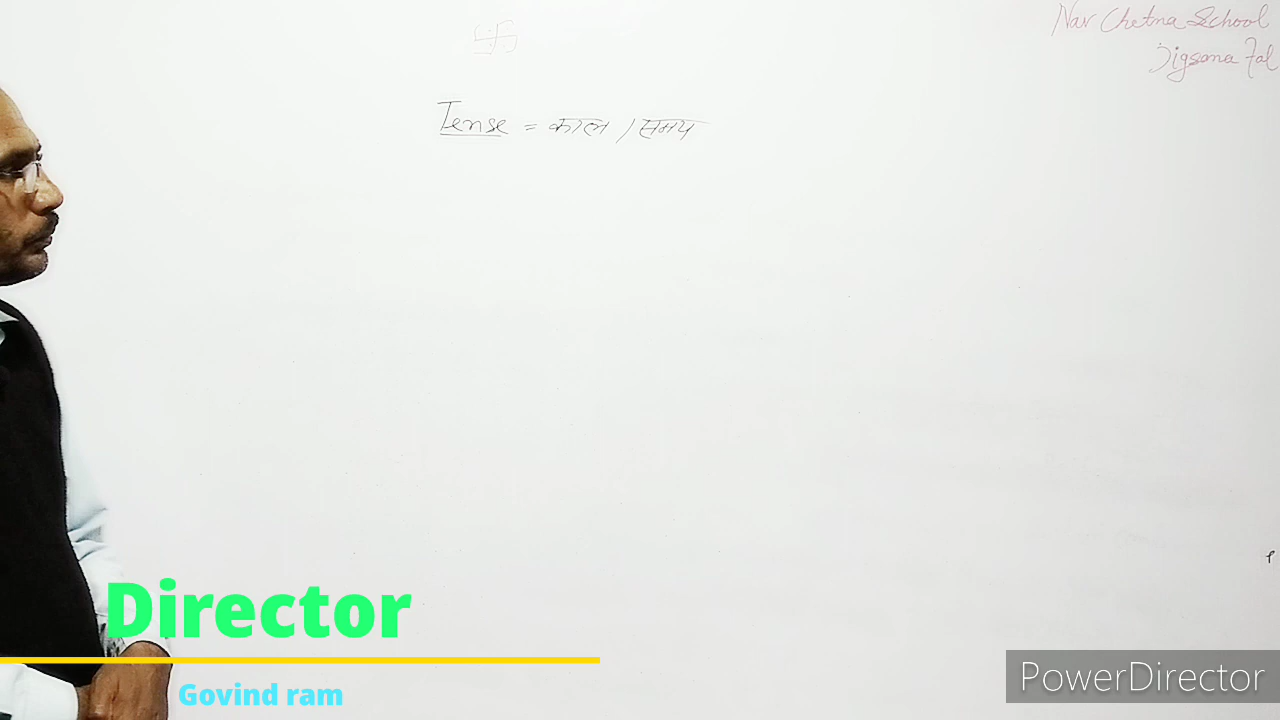 Nav Chetna School
Jigsana Tal
Tense = काल / समय
Director
Govind ram
PowerDirector